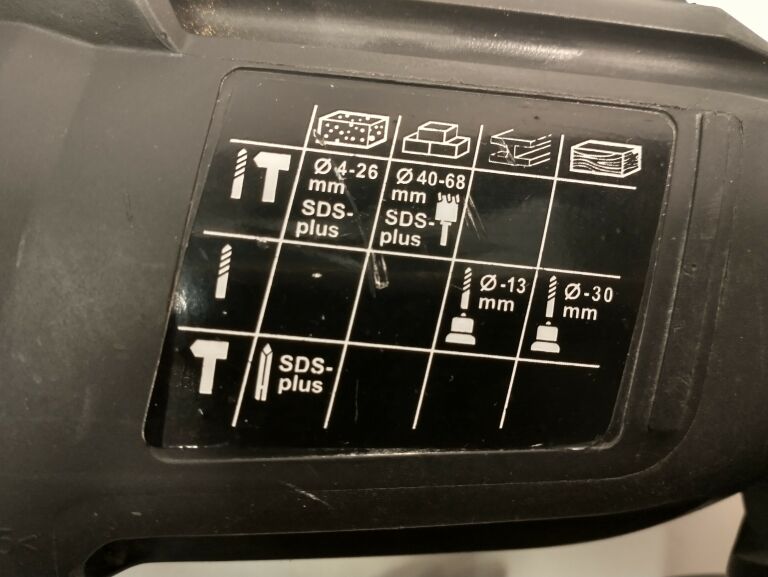 Ø 4-26
mm
SDS-
plus
Ø 40-68
mm
SDS-
plus
Ø -13
mm
Ø -30
mm
SDS-
plus